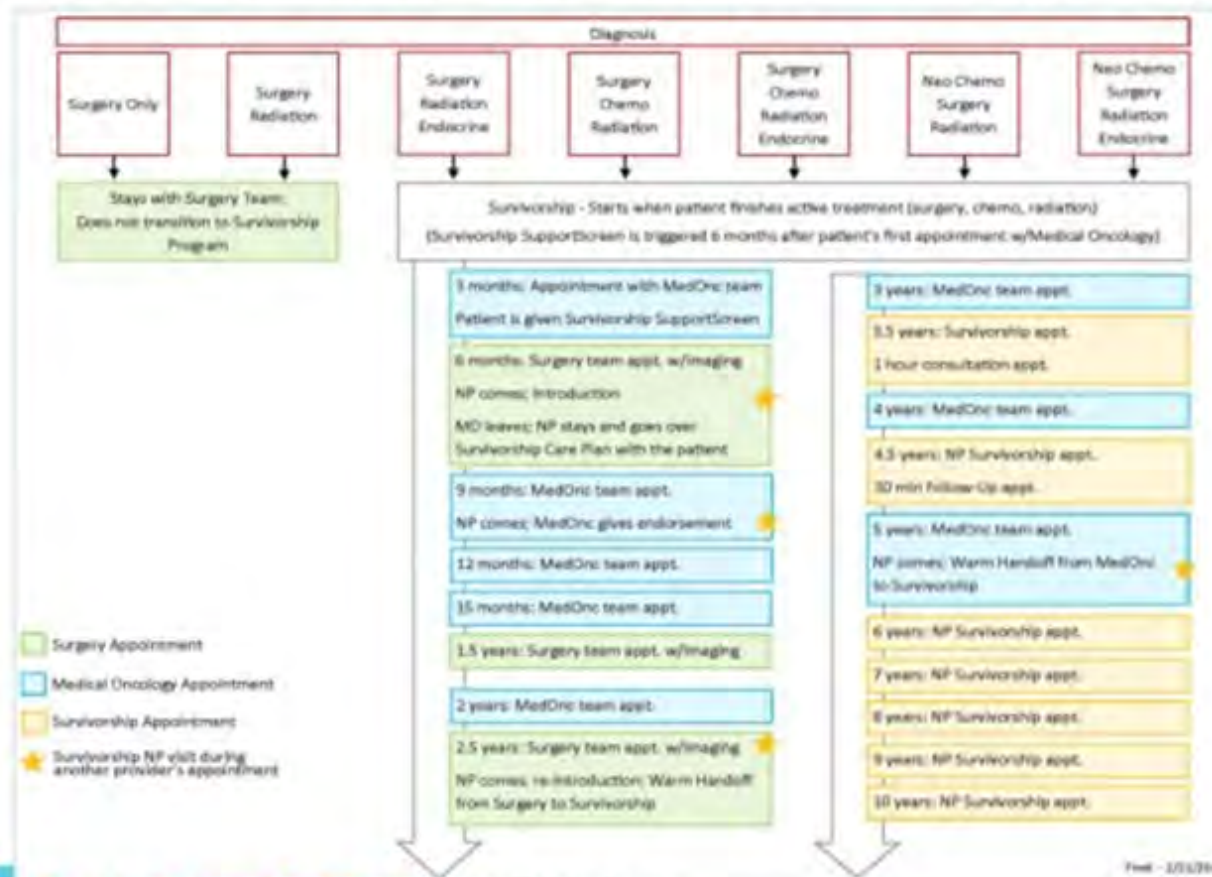 Diagnosis
Surgery Only
Surgery
Radiation
Surgery
Radiation
Endocrine
Surgery
Chemo
Radiation
Surgery
Chemo
Radiation
Endocrine
Neo Chemo
Surgery
Radiation
Neo Chemo
Surgery
Radiation
Endocrine
Stays with Surgery Team;
Does not transition to Survivorship
Program
Survivorship - Starts when patient finishes active treatment (surgery, chemo, radiation)
(Survivorship SupportScreen is triggered 6 months after patient's first appointment w/Medical Oncology)
3 months: Appointment with MedOnc team
Patient is given Survivorship SupportScreen
6 months: Surgery team appt. w/imaging
NP comes; Introduction
MD leaves; NP stays and goes over
Survivorship Care Plan with the patient
9 months: MedOnc team appt.
NP comes; MedOnc gives endorsement
12 months: MedOnc team appt.
15 months: MedOnc team appt.
1.5 years: Surgery team appt. w/imaging
2 years: MedOnc team appt.
2.5 years: Surgery team appt. w/imaging
NP comes; re-introduction; Warm Handoff
from Surgery to Survivorship
3 years: MedOnc team appt.
3.5 years: Survivorship appt.
1 hour consultation appt.
4 years: MedOnc team appt.
4.5 years: NP Survivorship appt.
30 min Follow-Up appt.
5 years: MedOnc team appt.
NP comes; Warm Handoff from MedOnc
to Survivorship
6 years: NP Survivorship appt.
7 years: NP Survivorship appt.
8 years: NP Survivorship appt.
9 years: NP Survivorship appt.
10 years: NP Survivorship appt.
Surgery Appointment
Medical Oncology Appointment
Survivorship Appointment
Survivorship NP visit during
another provider's appointment
Final -